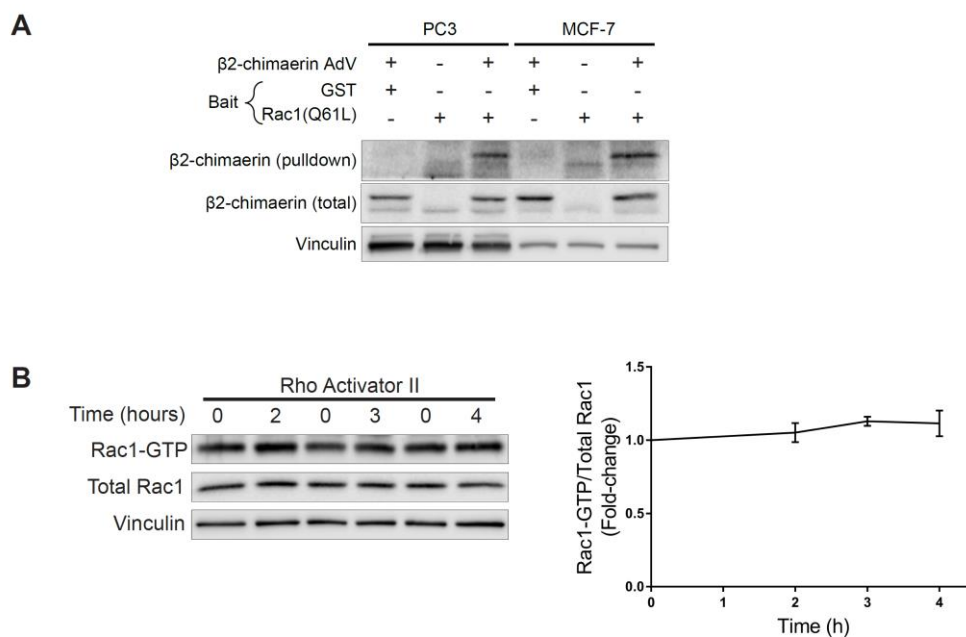 A
PC3 MCF-7
β2-chimaerin AdV + - + + - +
Bait GST + - - + - -
Rac1(Q61L) - + + - + +
β2-chimaerin (pulldown)
β2-chimaerin (total)
Vinculin
B
Rho Activator II
Time (hours) 0 2 0 3 0 4
Rac1-GTP
Total Rac1
Vinculin
Rac1-GTP/Total Rac1
(Fold-change)
1.5
1.0
0.5
0.0
0 1 2 3 4
Time (h)